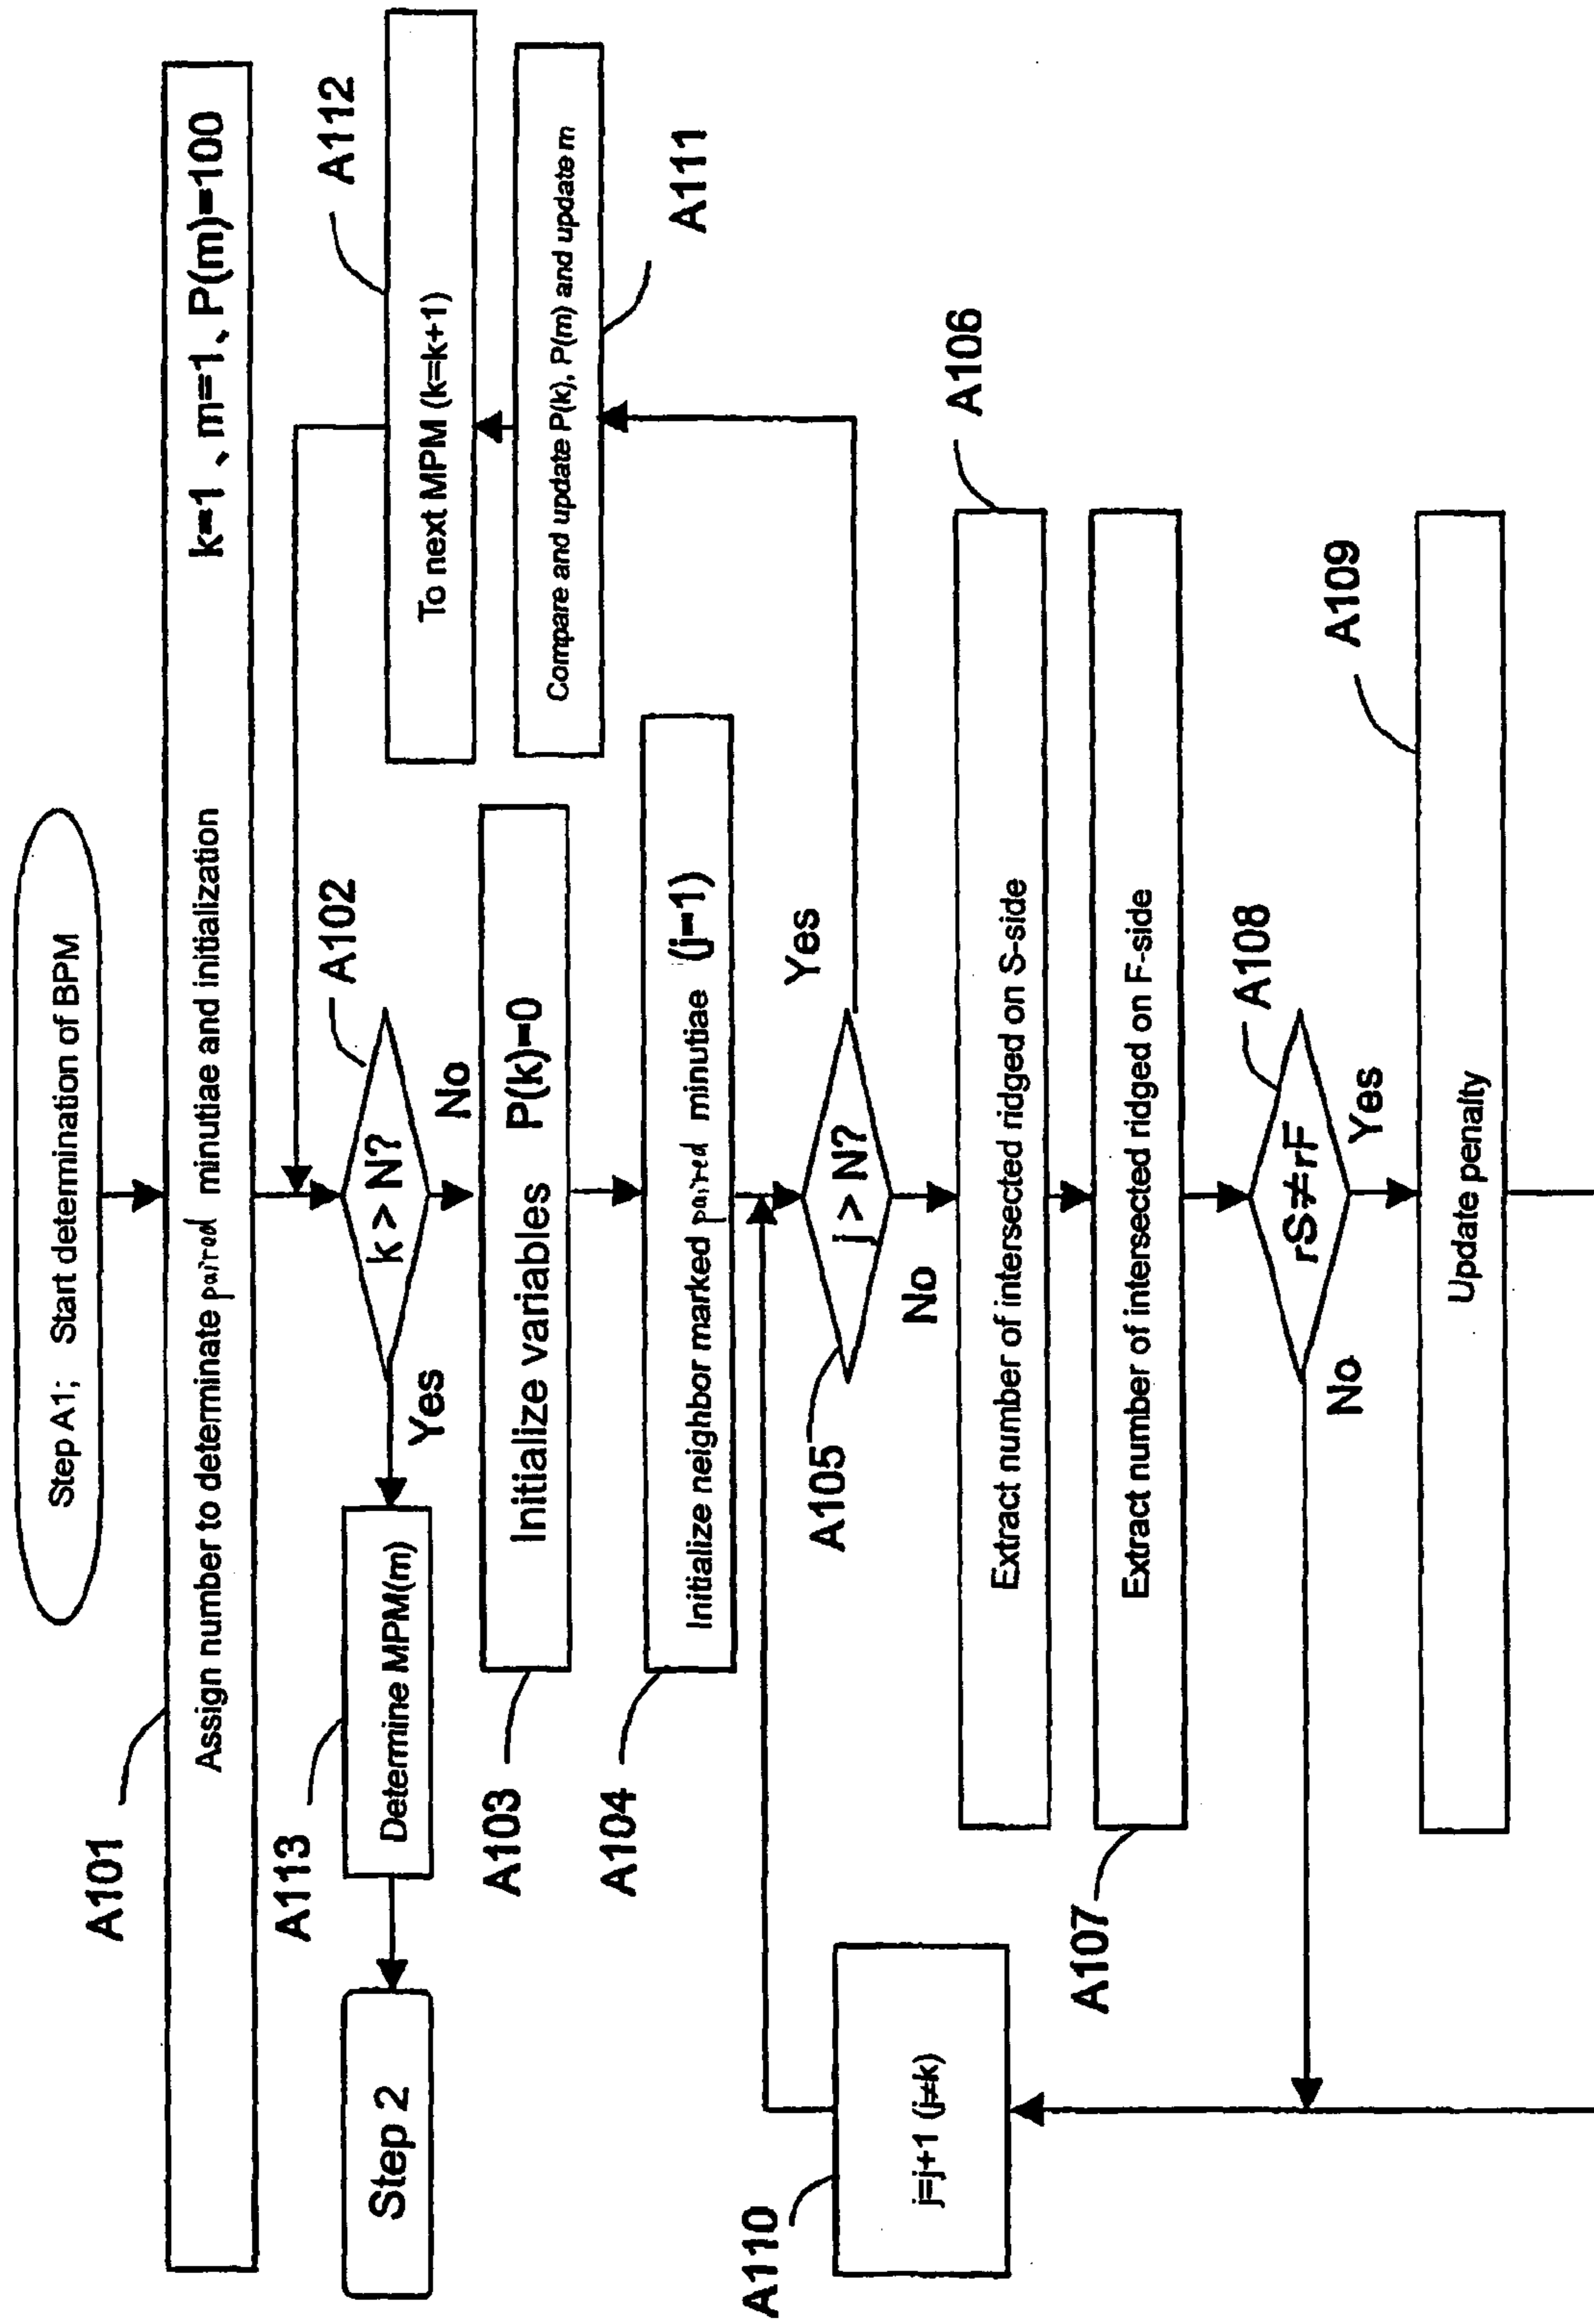 Step A1; Start determination of BPM
A101
Assign number to determinate paired minutiae and initialization k=1、m=1、P(m)=100
A102
k > N?
Yes
No
A113
Determine MPM(m)
Step 2
A112
To next MPM (k=k+1)
A111
Compare and update P(k), P(m) and update m
A103
Initialize variables P(k)=0
A104
Initialize neighbor marked paired minutiae (j=1)
A105
j > N?
Yes
No
A106
Extract number of intersected ridged on S-side
A107
Extract number of intersected ridged on F-side
A108
rS≠rF
No
Yes
A109
Update penalty
A110
j=j+1 (j≠k)